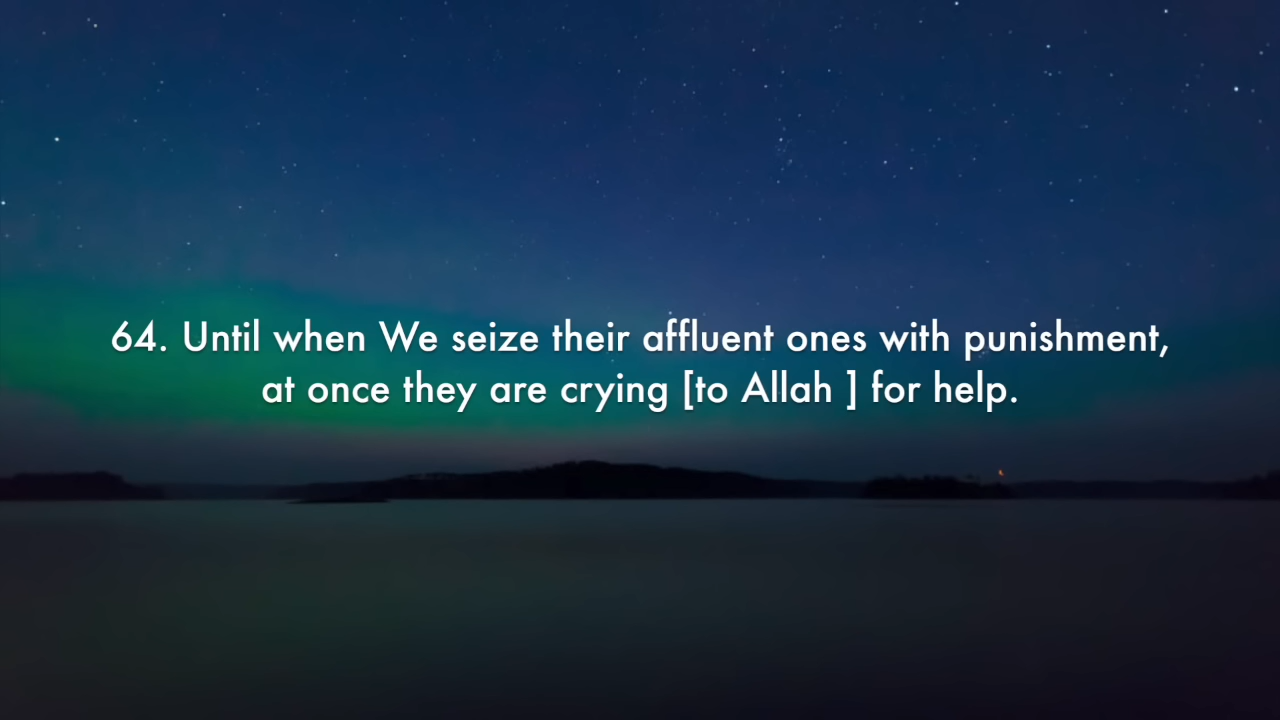 64. Until when We seize their affluent ones with punishment,
at once they are crying [to Allah ] for help.